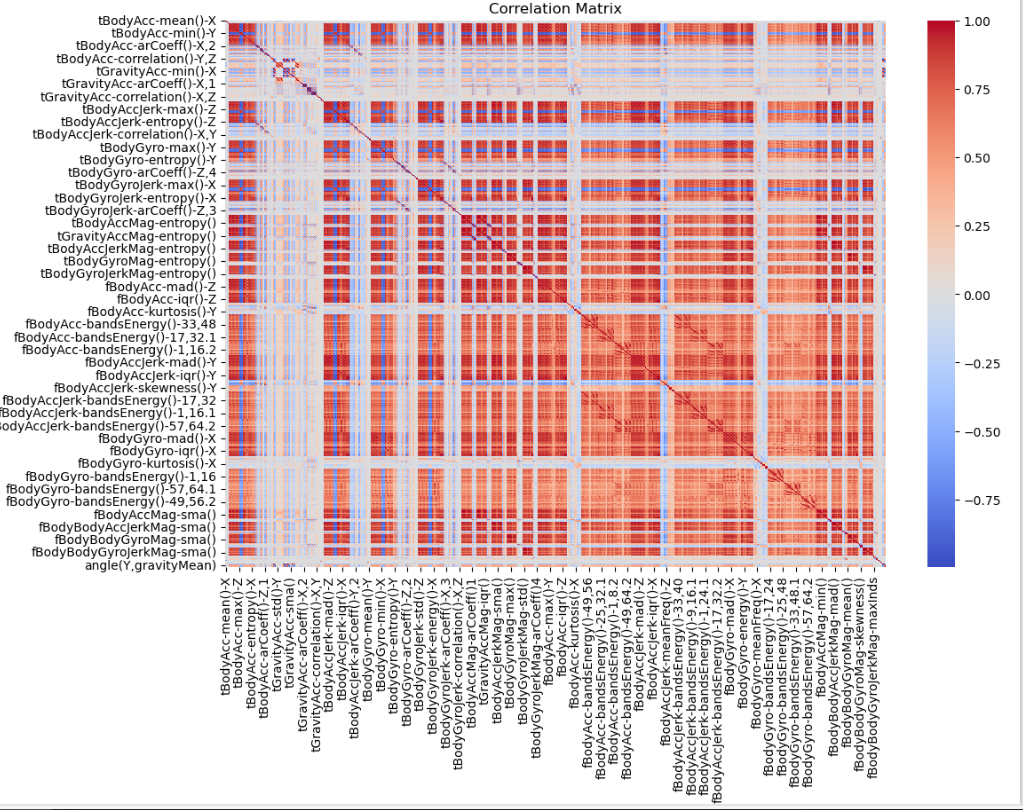 Correlation Matrix
tBodyAcc-mean()-X
tBodyAcc-min()-Y
tBodyAcc-arCoeff()-X,2
tBodyAcc-correlation()-Y,Z
tGravityAcc-min()-X
tGravityAcc-arCoeff()-X,1
tGravityAcc-correlation()-X,Z
tBodyAccJerk-max()-Z
tBodyAccJerk-entropy()-Z
tBodyAccJerk-correlation()-X,Y
tBodyGyro-max()-Y
tBodyGyro-entropy()-Y
tBodyGyro-arCoeff()-Z,4
tBodyGyroJerk-max()-X
tBodyGyroJerk-entropy()-X
tBodyGyroJerk-arCoeff()-Z,3
tBodyAccMag-entropy()
tGravityAccMag-entropy()
tBodyAccJerkMag-entropy()
tBodyGyroMag-entropy()
tBodyGyroJerkMag-entropy()
fBodyAcc-mad()-Z
fBodyAcc-iqr()-Z
fBodyAcc-kurtosis()-Y
fBodyAcc-bandsEnergy()-33,48
fBodyAcc-bandsEnergy()-17,32.1
fBodyAcc-bandsEnergy()-1,16.2
fBodyAccJerk-mad()-Y
fBodyAccJerk-iqr()-Y
fBodyAccJerk-skewness()-Y
fBodyAccJerk-bandsEnergy()-17,32
fBodyAccJerk-bandsEnergy()-1,16.1
BodyAccJerk-bandsEnergy()-57,64.2
fBodyGyro-mad()-X
fBodyGyro-iqr()-X
fBodyGyro-kurtosis()-X
fBodyGyro-bandsEnergy()-1,16
fBodyGyro-bandsEnergy()-57,64.1
fBodyGyro-bandsEnergy()-49,56.2
fBodyAccMag-sma()
fBodyBodyAccJerkMag-sma()
fBodyBodyGyroMag-sma()
fBodyBodyGyroJerkMag-sma()
angle(Y,gravityMean)
tBodyAcc-mean()-X
tBodyAcc-max()-Z
tBodyAcc-entropy()-X
tBodyAcc-arCoeff()-Z,1
tGravityAcc-std()-Y
tGravityAcc-sma()
tGravityAcc-arCoeff()-X,2
tGravityAcc-correlation()-X,Y
tBodyAccJerk-mad()-Z
tBodyAccJerk-iqr()-X
tBodyAccJerk-arCoeff()-Y,2
tBodyGyro-mean()-Y
tBodyGyro-min()-X
tBodyGyro-entropy()-Y
tBodyGyro-arCoeff()-Z,2
tBodyGyroJerk-std()-Z
tBodyGyroJerk-energy()-X
tBodyGyroJerk-arCoeff()-X,3
tBodyGyroJerk-correlation()-X,Z
tBodyAccMag-arCoeff()1
tGravityAccMag-iqr()
tBodyAccJerkMag-sma()
tBodyGyroMag-max()
tBodyGyroJerkMag-std()
tBodyGyroJerkMag-arCoeff()4
fBodyAcc-max()-Y
fBodyAcc-iqr()-Z
fBodyAcc-kurtosis()-X
fBodyAcc-bandsEnergy()-49,56
fBodyAcc-bandsEnergy()-25,32.1
fBodyAcc-bandsEnergy()-1,8.2
fBodyAcc-bandsEnergy()-49,64.2
fBodyAccJerk-mad()-Z
fBodyAccJerk-iqr()-X
fBodyAccJerk-meanFreq()-Z
fBodyAccJerk-bandsEnergy()-33,40
fBodyAccJerk-bandsEnergy()-9,16.1
fBodyAccJerk-bandsEnergy()-1,24.1
fBodyAccJerk-bandsEnergy()-17,32.2
fBodyGyro-mad()-X
fBodyGyro-energy()-Y
fBodyGyro-meanFreq()-X
fBodyGyro-bandsEnergy()-17,24
fBodyGyro-bandsEnergy()-25,48
fBodyGyro-bandsEnergy()-33,48.1
fBodyGyro-bandsEnergy()-57,64.2
fBodyAccMag-min()
fBodyBodyAccJerkMag-mad()
fBodyBodyGyroMag-mean()
fBodyBodyGyroMag-skewness()
fBodyBodyGyroJerkMag-maxInds
1.00
0.75
0.50
0.25
0.00
−0.25
−0.50
−0.75